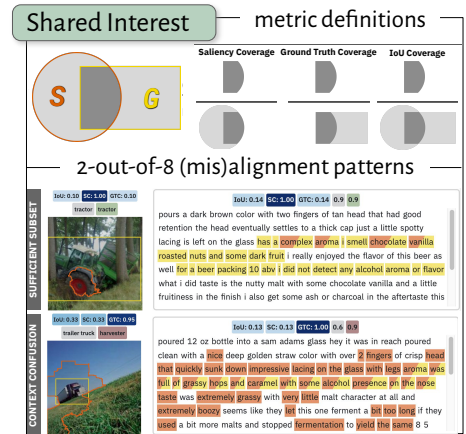 Shared Interest
metric definitions
S
G
Saliency Coverage
Ground Truth Coverage
IoU Coverage
2-out-of-8 (mis)alignment patterns
SUFFICIENT SUBSET
IoU: 0.10 SC: 1.00 GTC: 0.10
tractor tractor
IoU: 0.14 SC: 1.00 GTC: 0.14 0.9 0.9
pours a dark brown color with two fingers of tan head that had good
retention the head eventually settles to a thick cap just a little spotty
lacing is left on the glass has a complex aroma i smell chocolate vanilla
roasted nuts and some dark fruit i really enjoyed the flavor of this beer as
well for a beer packing 10 abv i did not detect any alcohol aroma or flavor
what i did taste is the nutty malt with some chocolate vanilla and a little
fruitiness in the finish i also get some ash or charcoal in the aftertaste this
CONTEXT CONFUSION
IoU: 0.33 SC: 0.33 GTC: 0.95
trailer truck harvester
IoU: 0.13 SC: 0.13 GTC: 1.00 0.6 0.9
poured 12 oz bottle into a sam adams glass hey it was in reach poured
clean with a nice deep golden straw color with over 2 fingers of crisp head
that quickly sunk down impressive lacing on the glass with legs aroma was
full of grassy hops and caramel with some alcohol presence on the nose
taste was extremely grassy with very little malt character at all and
extremely boozy seems like they let this one ferment a bit too long if they
used a bit more malts and stopped fermentation to yield the same 8 5